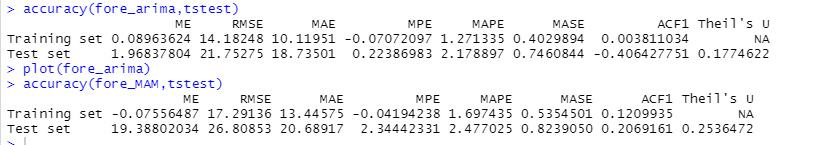 > accuracy(fore_arima,tstest)
ME RMSE MAE MPE MAPE MASE ACF1 Theil's U
Training set 0.08963624 14.18248 10.11951 -0.07072097 1.271335 0.4029894 0.003811034 NA
Test set 1.96837804 21.75275 18.73501 0.22386983 2.178897 0.7460844 -0.406427751 0.1774622
> plot(fore_arima)
> accuracy(fore_MAM,tstest)
ME RMSE MAE MPE MAPE MASE ACF1 Theil's U
Training set -0.07556487 17.29136 13.44575 -0.04194238 1.697435 0.5354501 0.1209935 NA
Test set 19.38802034 26.80853 20.68917 2.34442331 2.477025 0.8239050 0.2069161 0.2536472
>